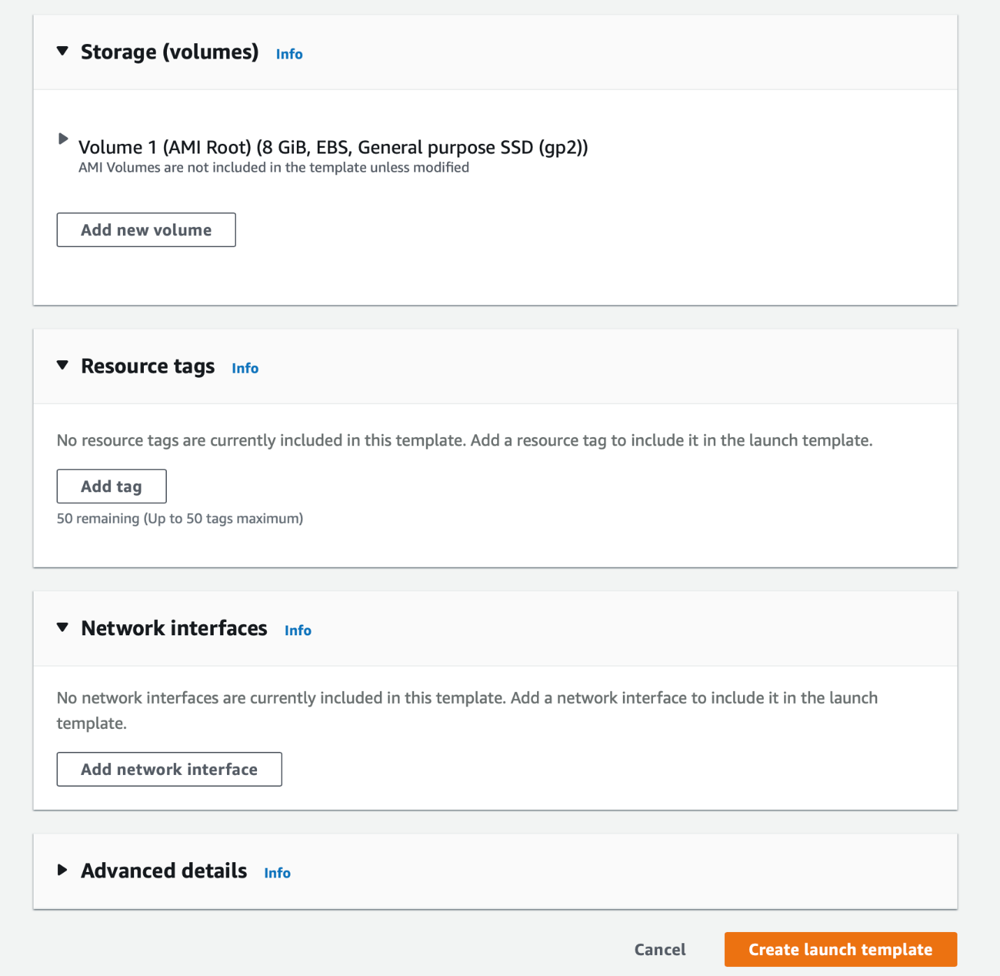 Storage (volumes) Info
Volume 1 (AMI Root) (8 GiB, EBS, General purpose SSD (gp2))
AMI Volumes are not included in the template unless modified
Add new volume
Resource tags Info
No resource tags are currently included in this template. Add a resource tag to include it in the launch template.
Add tag
50 remaining (Up to 50 tags maximum)
Network interfaces Info
No network interfaces are currently included in this template. Add a network interface to include it in the launch
template.
Add network interface
Advanced details Info
Cancel Create launch template